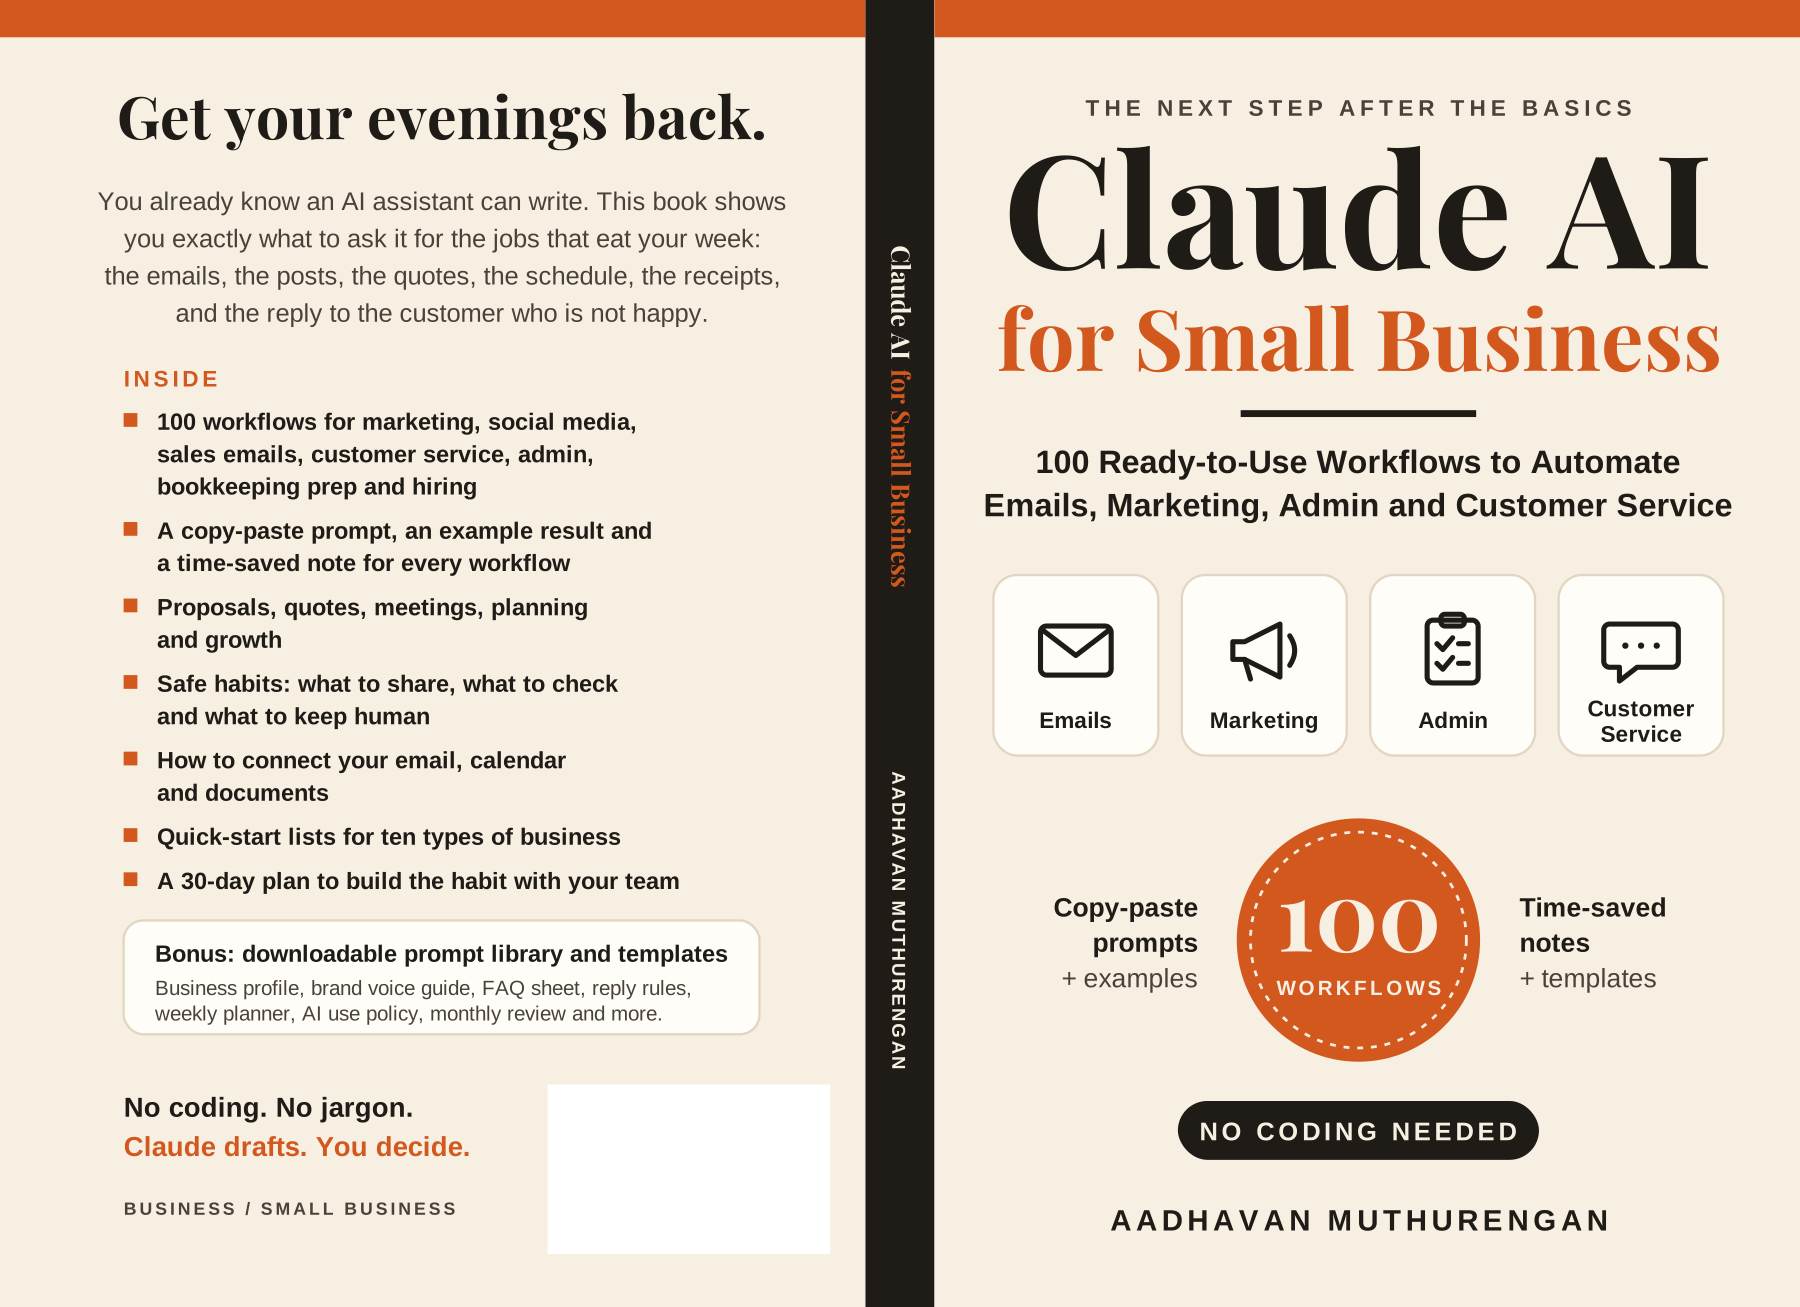 Get your evenings back.
You already know an AI assistant can write. This book shows
you exactly what to ask it for the jobs that eat your week:
the emails, the posts, the quotes, the schedule, the receipts,
and the reply to the customer who is not happy.
INSIDE
100 workflows for marketing, social media,
sales emails, customer service, admin,
bookkeeping prep and hiring
A copy-paste prompt, an example result and
a time-saved note for every workflow
Proposals, quotes, meetings, planning
and growth
Safe habits: what to share, what to check
and what to keep human
How to connect your email, calendar
and documents
Quick-start lists for ten types of business
A 30-day plan to build the habit with your team
Bonus: downloadable prompt library and templates
Business profile, brand voice guide, FAQ sheet, reply rules,
weekly planner, AI use policy, monthly review and more.
No coding. No jargon.
Claude drafts. You decide.
BUSINESS / SMALL BUSINESS
Claude AI for Small Business
AADHAVAN MUTHURENGAN
THE NEXT STEP AFTER THE BASICS
Claude AI
for Small Business
100 Ready-to-Use Workflows to Automate
Emails, Marketing, Admin and Customer Service
Emails
Marketing
Admin
Customer
Service
Copy-paste
prompts
+ examples
100
WORKFLOWS
Time-saved
notes
+ templates
NO CODING NEEDED
AADHAVAN MUTHURENGAN